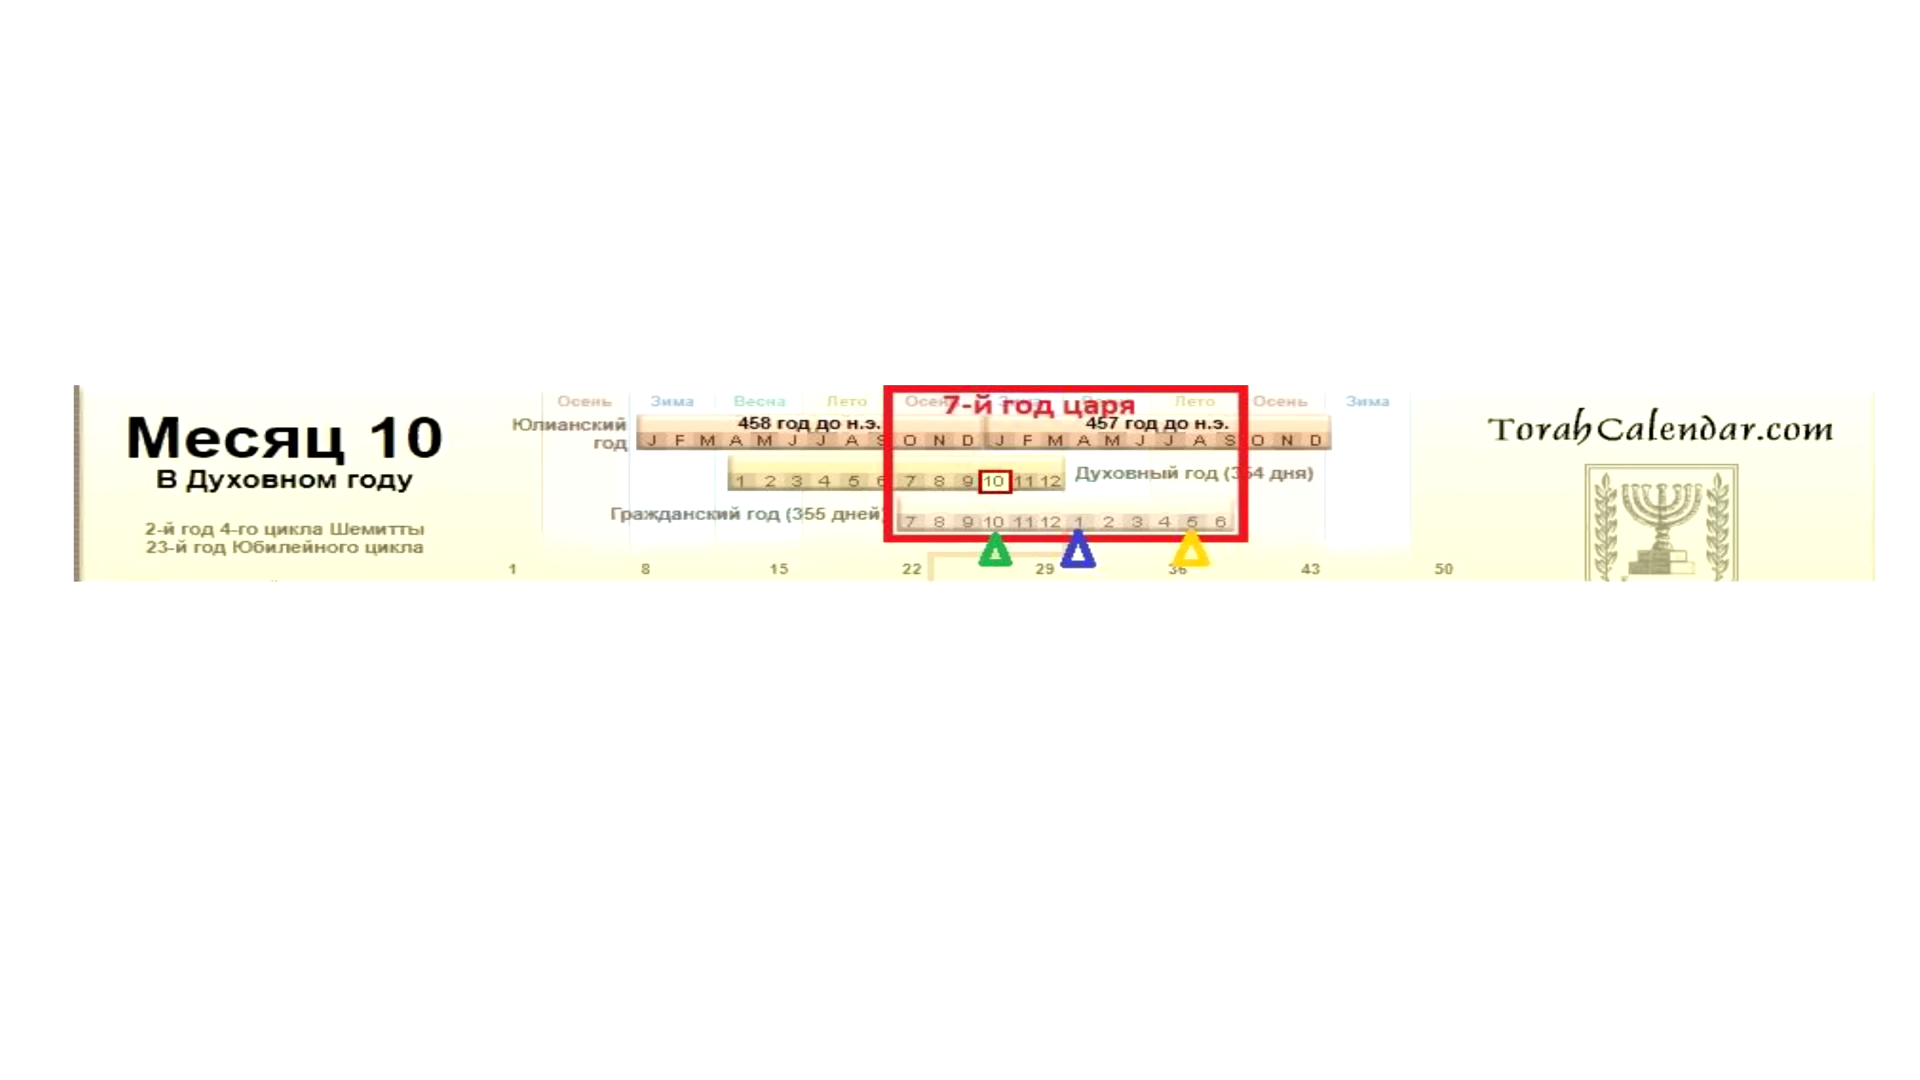 Месяц 10
В Духовном году
2-й год 4-го цикла Шемитты
23-й год Юбилейного цикла
Осень Зима Весна Лето Лето Осень Зима
7-й год царя
Юлианский год
458 год до н.э. 457 год до н.э.
J F M A M J J A S O N D J F M A M J J A S O N D
1 2 3 4 5 6 7 8 9 10 11 12
Духовный год (354 дня)
Гражданский год (355 дней)
7 8 9 10 11 12 1 2 3 4 5 6
1 8 15 22 29 36 43 50
TorahCalendar.com